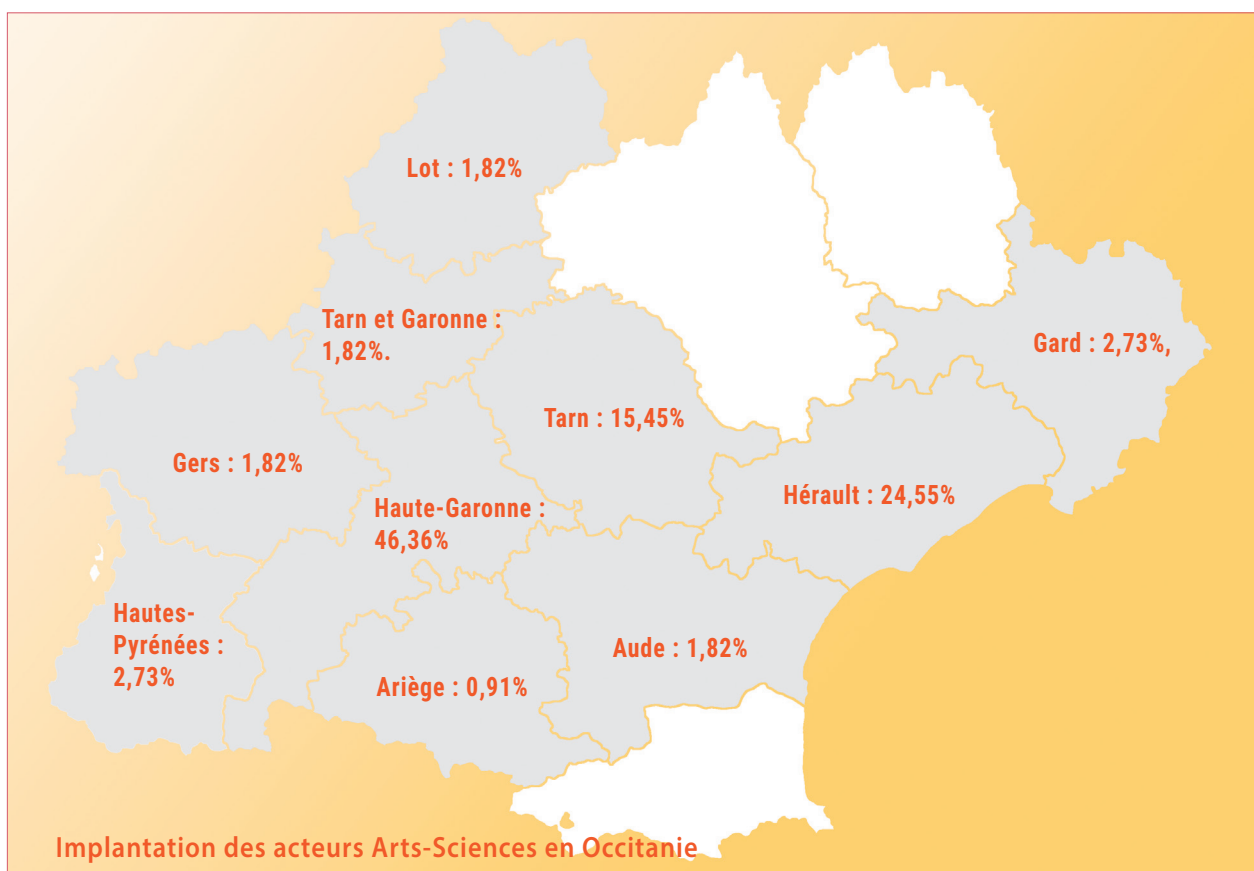 Lot : 1,82%
Tarn et Garonne :
1,82%.
Gard : 2,73%,
Tarn : 15,45%
Gers : 1,82%
Hérault : 24,55%
Haute-Garonne :
46,36%
Hautes-
Pyrénées :
2,73%
Aude : 1,82%
Ariège : 0,91%
Implantation des acteurs Arts-Sciences en Occitanie